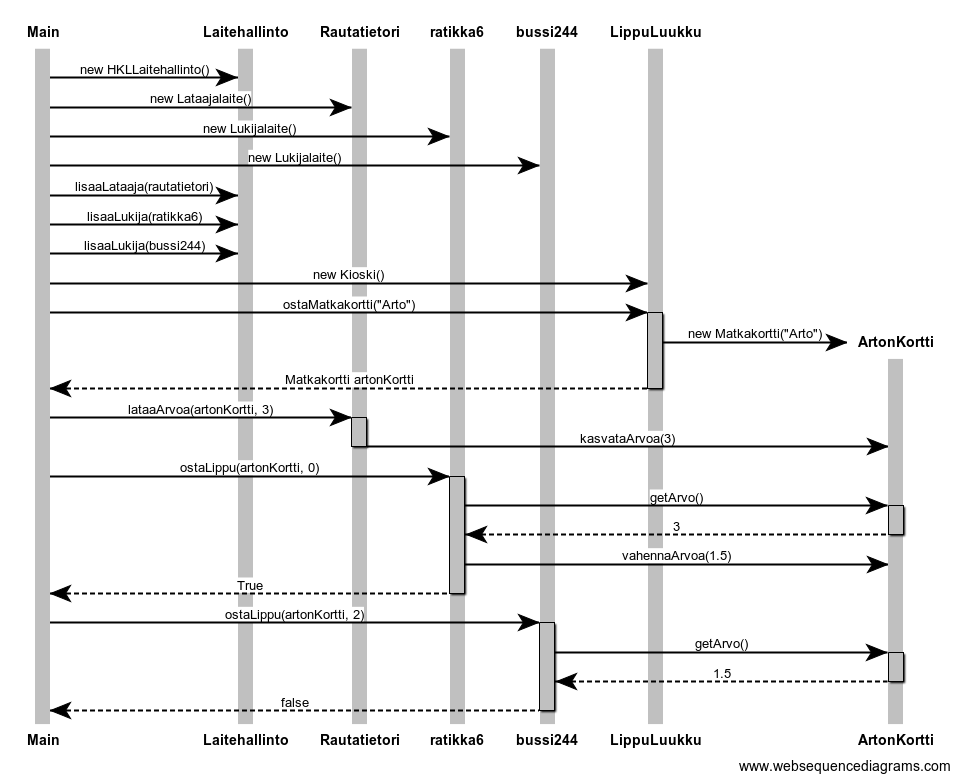 Main Laitehallinto Rautatietori ratikka6 bussi244 LippuLuukku
new HKLLaitehallinto()
new Lataajalaite()
new Lukijalaite()
new Lukijalaite()
lisaaLataaja(rautatietori)
lisaaLukija(ratikka6)
lisaaLukija(bussi244)
new Kioski()
ostaMatkakortti("Arto")
new Matkakortti("Arto")
ArtonKortti
Matkakortti artonKortti
lataaArvoa(artonKortti, 3)
kasvataArvoa(3)
ostaLippu(artonKortti, 0)
getArvo()
3
vahennaArvoa(1.5)
True
ostaLippu(artonKortti, 2)
getArvo()
1.5
false
Main Laitehallinto Rautatietori ratikka6 bussi244 LippuLuukku ArtonKortti
www.websequencediagrams.com